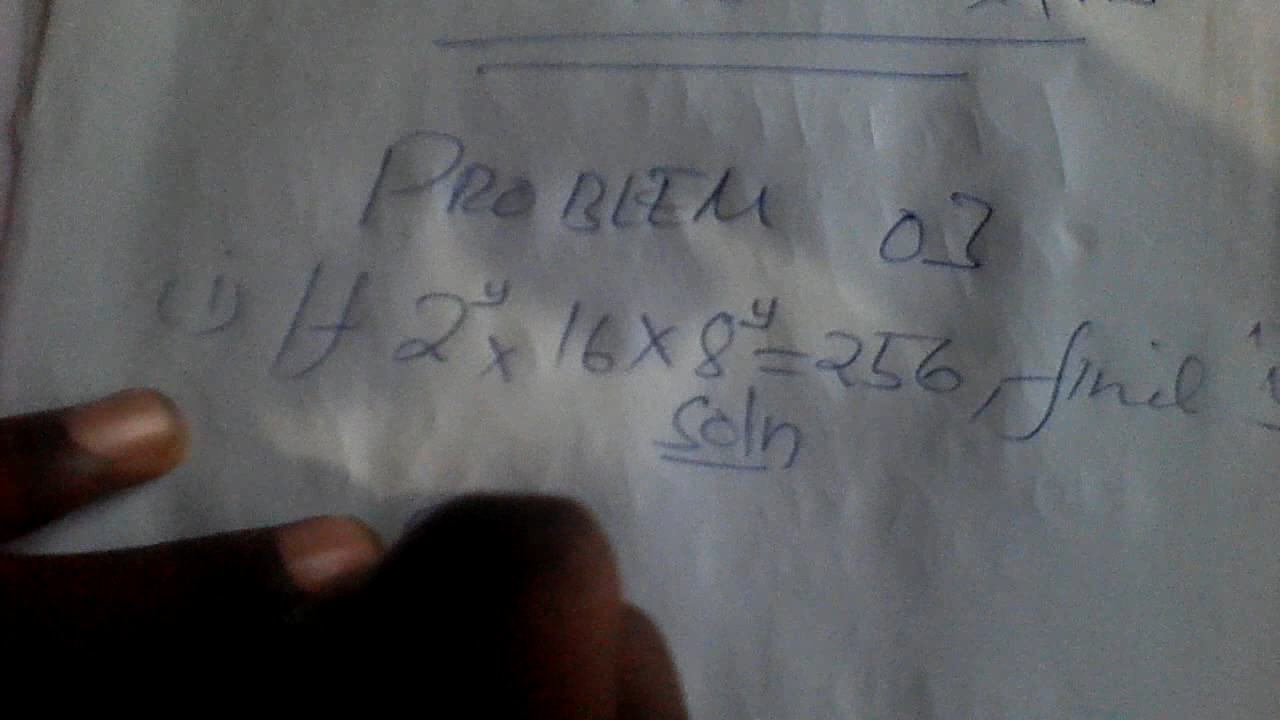 PROBLEM 03
(i) If 2^y x 16 x 8^y = 256, find
Soln